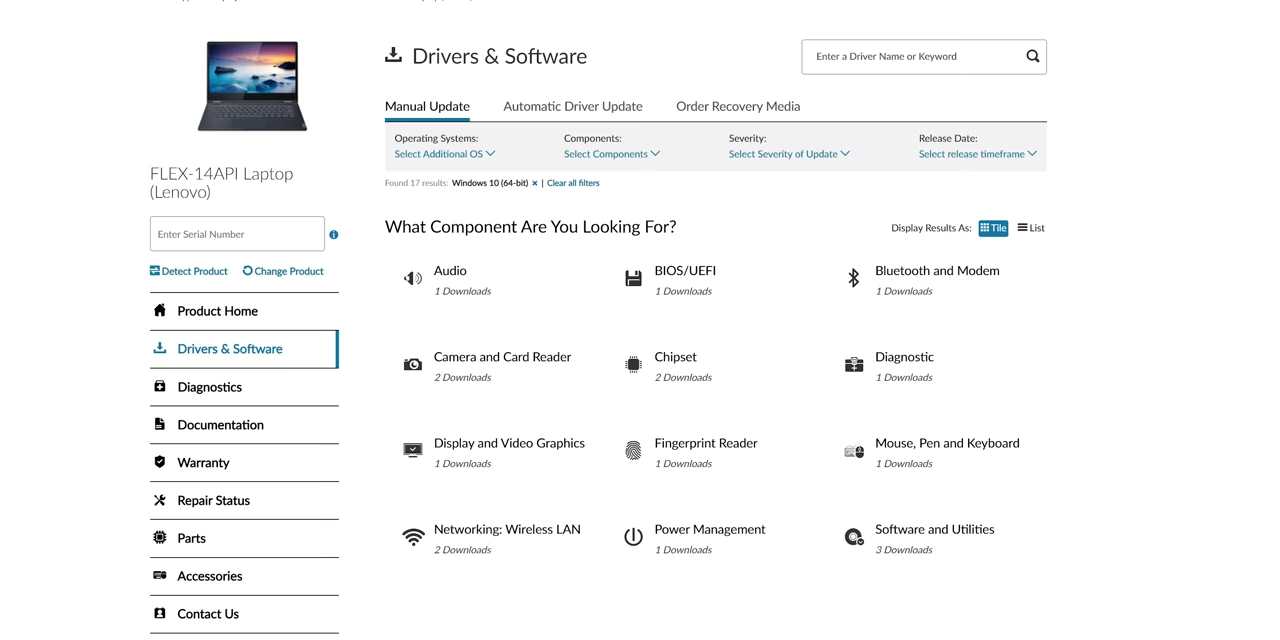 Drivers & Software
Enter a Driver Name or Keyword
Manual Update
Automatic Driver Update
Order Recovery Media
Operating Systems:
Select Additional OS
Components:
Select Components
Severity:
Select Severity of Update
Release Date:
Select release timeframe
Found 17 results: Windows 10 (64-bit) × | Clear all filters
FLEX-14API Laptop
(Lenovo)
Enter Serial Number
Detect Product
Change Product
Product Home
Drivers & Software
Diagnostics
Documentation
Warranty
Repair Status
Parts
Accessories
Contact Us
What Component Are You Looking For?
Display Results As: Tile List
Audio
1 Downloads
BIOS/UEFI
1 Downloads
Bluetooth and Modem
1 Downloads
Camera and Card Reader
2 Downloads
Chipset
2 Downloads
Diagnostic
1 Downloads
Display and Video Graphics
1 Downloads
Fingerprint Reader
1 Downloads
Mouse, Pen and Keyboard
1 Downloads
Networking: Wireless LAN
2 Downloads
Power Management
1 Downloads
Software and Utilities
3 Downloads